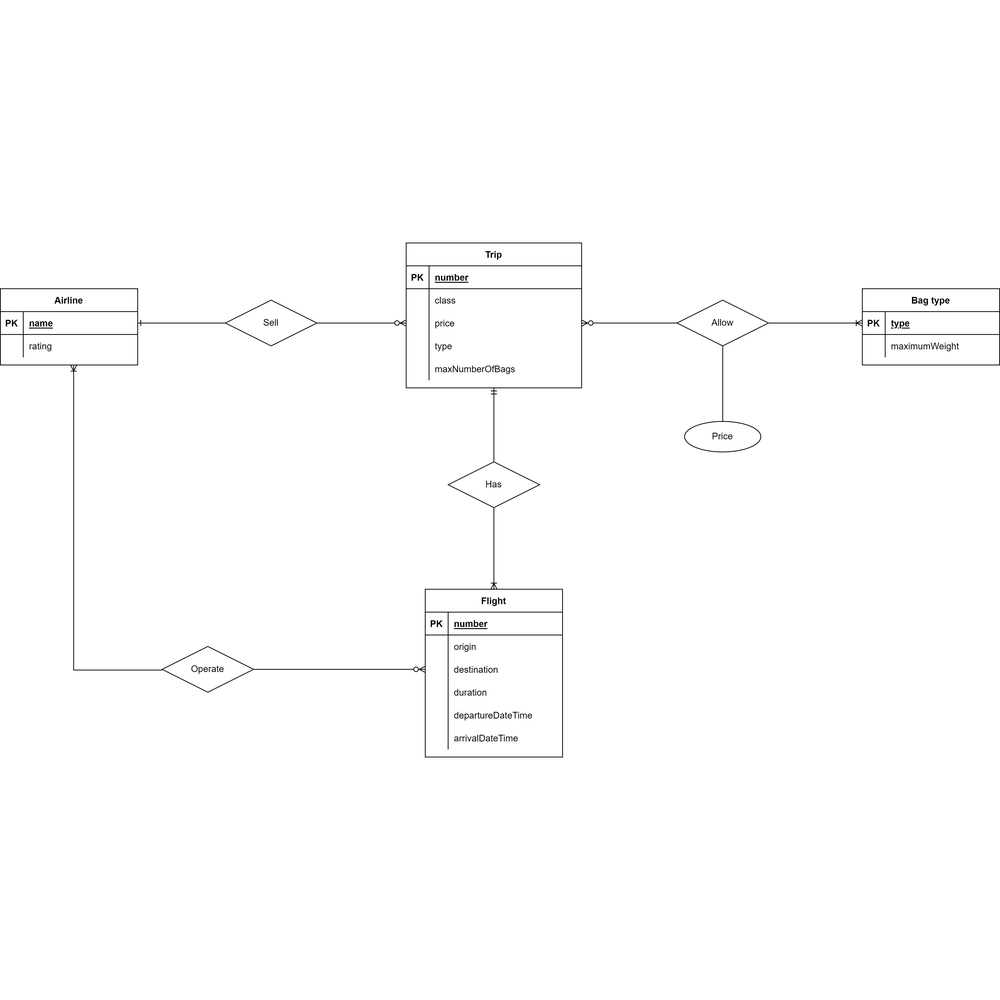 Trip
PK number
class
price
type
maxNumberOfBags
Airline
PK name
rating
Sell
Allow
Bag type
PK type
maximumWeight
Price
Has
Flight
PK number
origin
destination
duration
departureDateTime
arrivalDateTime
Operate